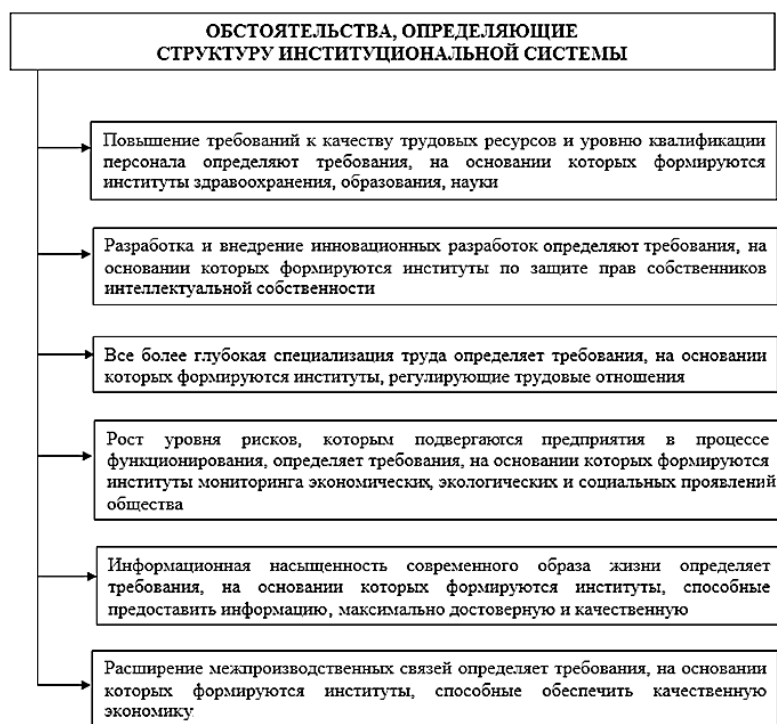 ОБСТОЯТЕЛЬСТВА, ОПРЕДЕЛЯЮЩИЕ
СТРУКТУРУ ИНСТИТУЦИОНАЛЬНОЙ СИСТЕМЫ
Повышение требований к качеству трудовых ресурсов и уровню квалификации
персонала определяют требования, на основании которых формируются
институты здравоохранения, образования, науки
Разработка и внедрение инновационных разработок определяют требования, на
основании которых формируются институты по защите прав собственников
интеллектуальной собственности
Все более глубокая специализация труда определяет требования, на основании
которых формируются институты, регулирующие трудовые отношения
Рост уровня рисков, которым подвергаются предприятия в процессе
функционирования, определяет требования, на основании которых формируются
институты мониторинга экономических, экологических и социальных проявлений
общества
Информационная насыщенность современного образа жизни определяет
требования, на основании которых формируются институты, способные
предоставить информацию, максимально достоверную и качественную
Расширение межпроизводственных связей определяет требования, на основании
которых формируются институты, способные обеспечить качественную
экономику